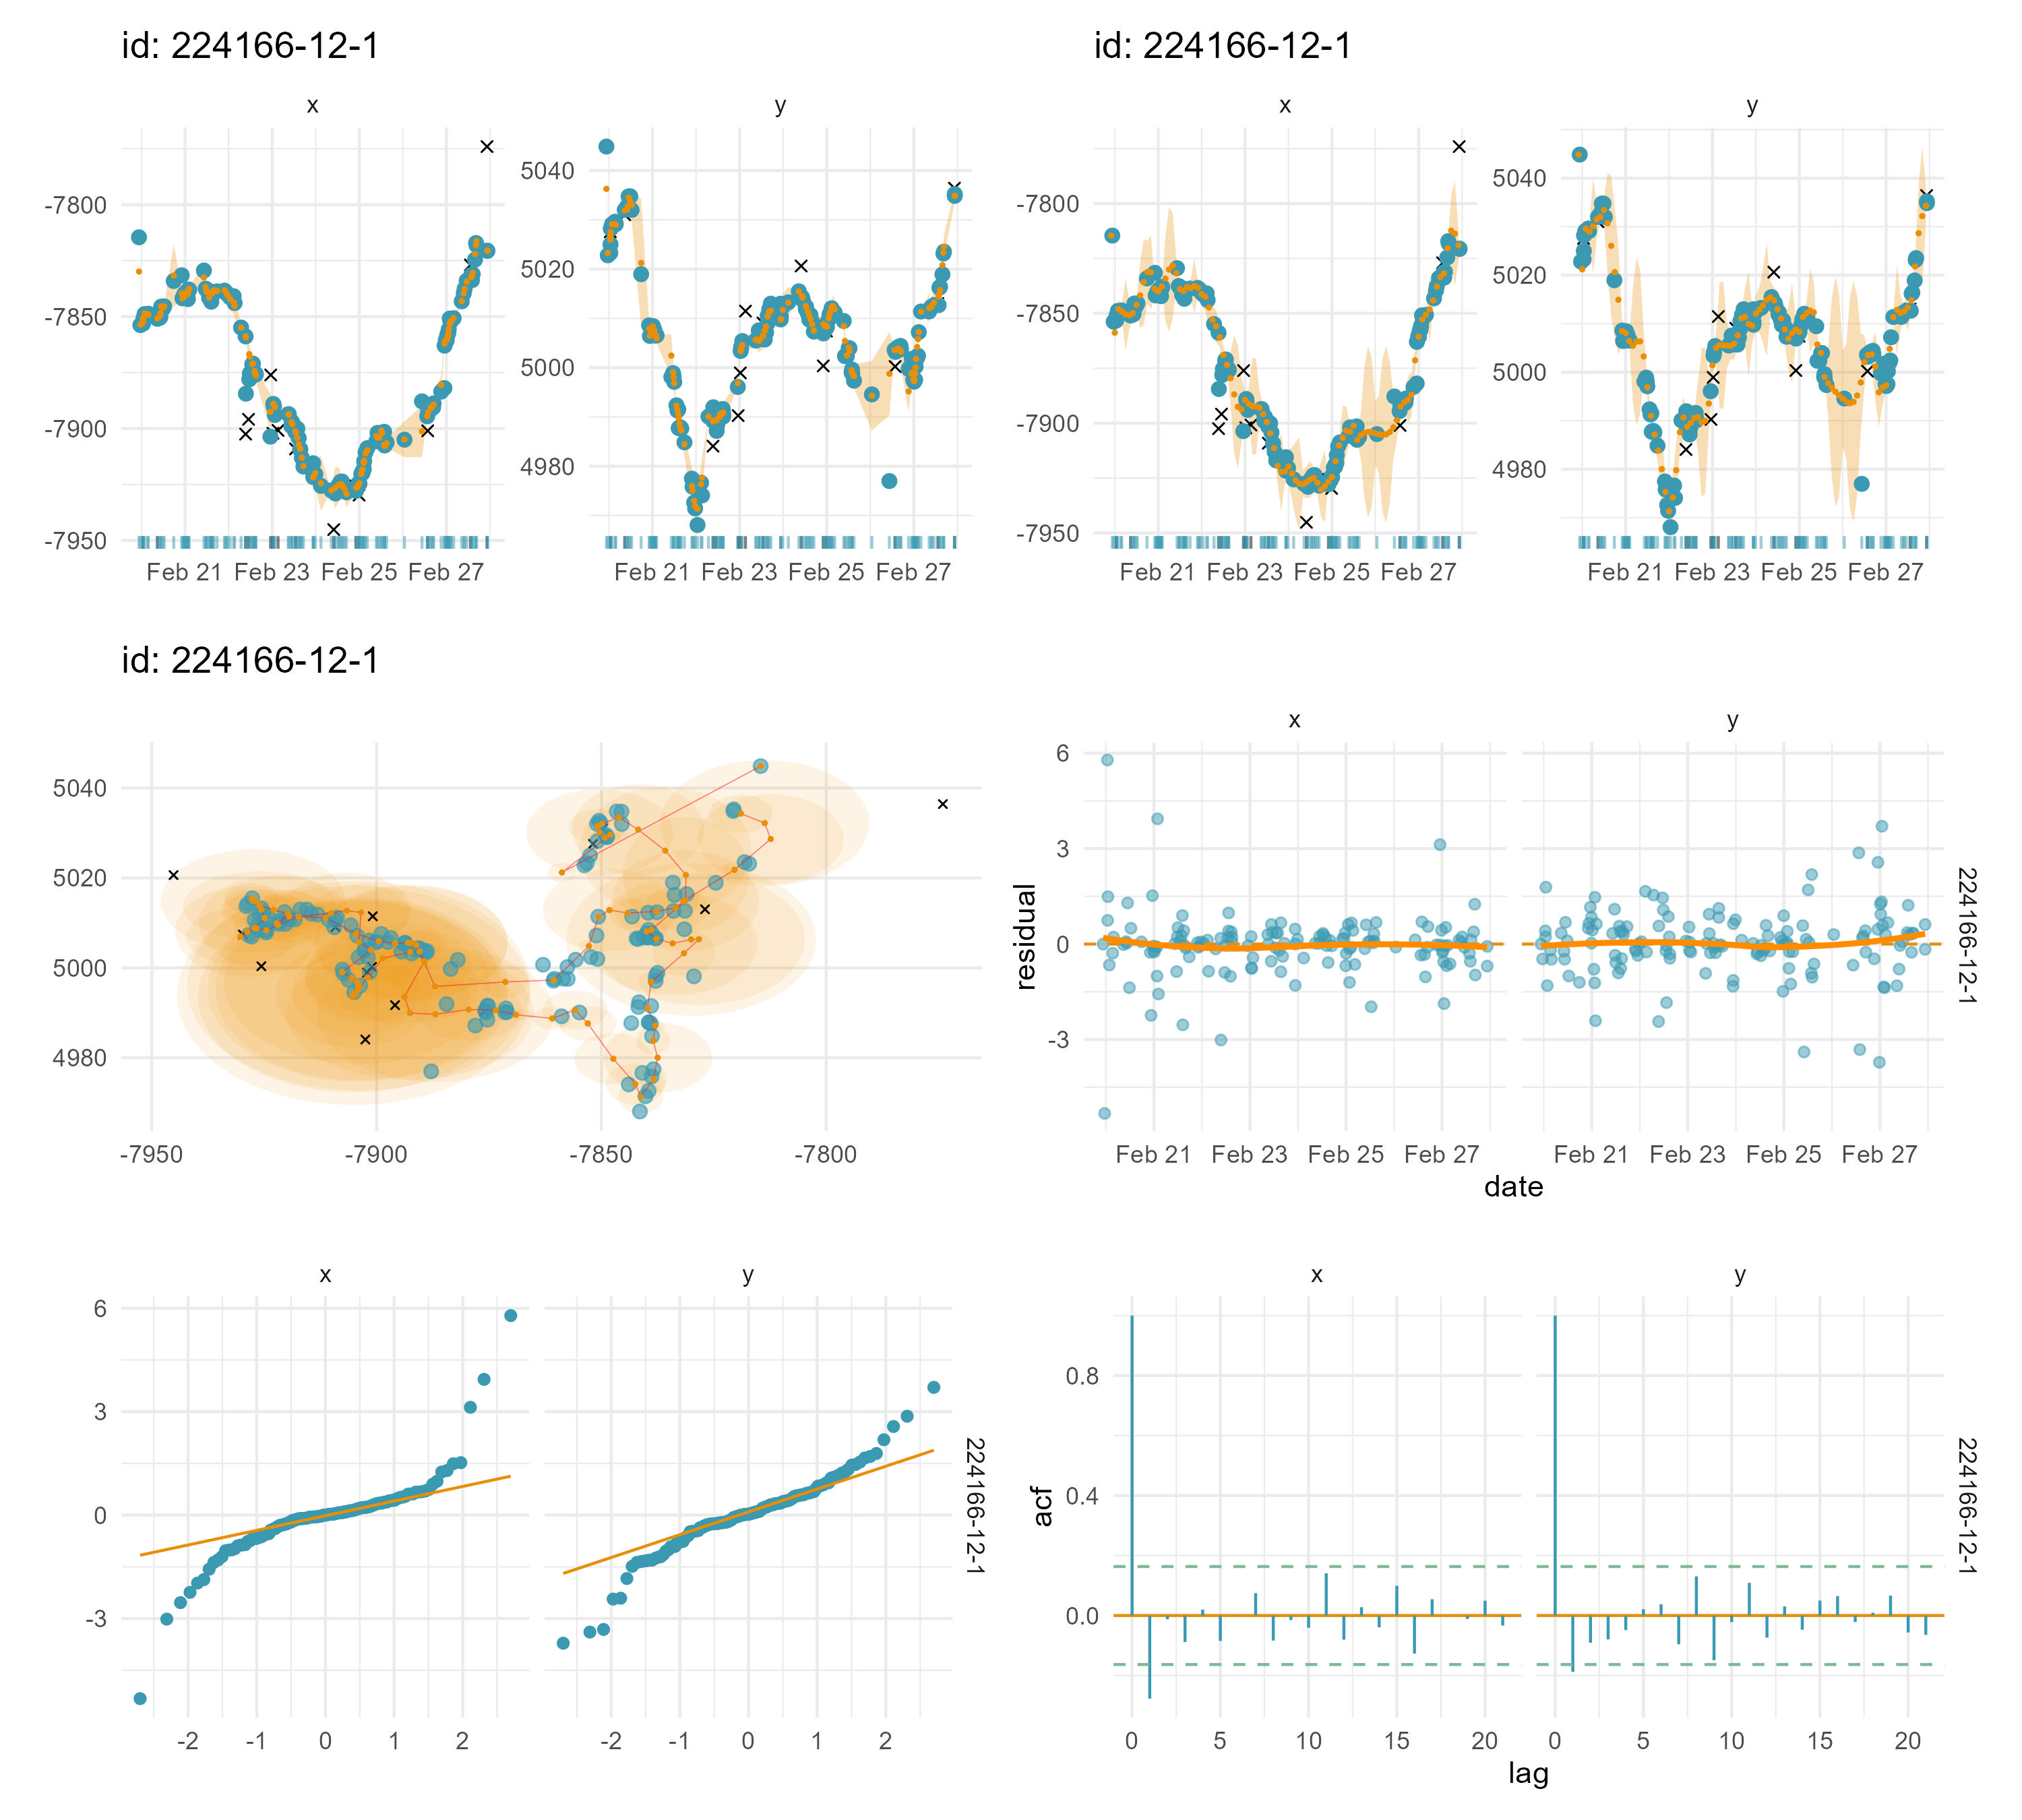 id: 224166-12-1
id: 224166-12-1
x
y
x
y
-7800
-7850
-7900
-7950
5040
5020
5000
4980
-7800
-7850
-7900
-7950
5040
5020
5000
4980
Feb 21 Feb 23 Feb 25 Feb 27
Feb 21 Feb 23 Feb 25 Feb 27
Feb 21 Feb 23 Feb 25 Feb 27
Feb 21 Feb 23 Feb 25 Feb 27
id: 224166-12-1
5040
5020
5000
4980
-7950 -7900 -7850 -7800
x
y
residual
6
3
0
-3
224166-12-1
Feb 21 Feb 23 Feb 25 Feb 27
Feb 21 Feb 23 Feb 25 Feb 27
date
x
y
6
3
0
-3
224166-12-1
-2 -1 0 1 2
-2 -1 0 1 2
x
y
acf
0.8
0.4
0.0
224166-12-1
0 5 10 15 20
0 5 10 15 20
lag